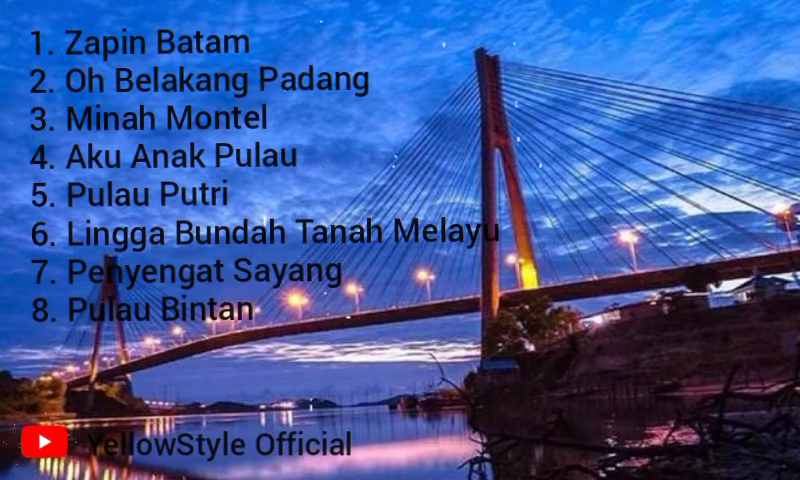 1. Zapin Batam
2. Oh Belakang Padang
3. Minah Montel
4. Aku Anak Pulau
5. Pulau Putri
6. Lingga Bundah Tanah Melayu
7. Penyengat Sayang
8. Pulau Bintan
YellowStyle Official